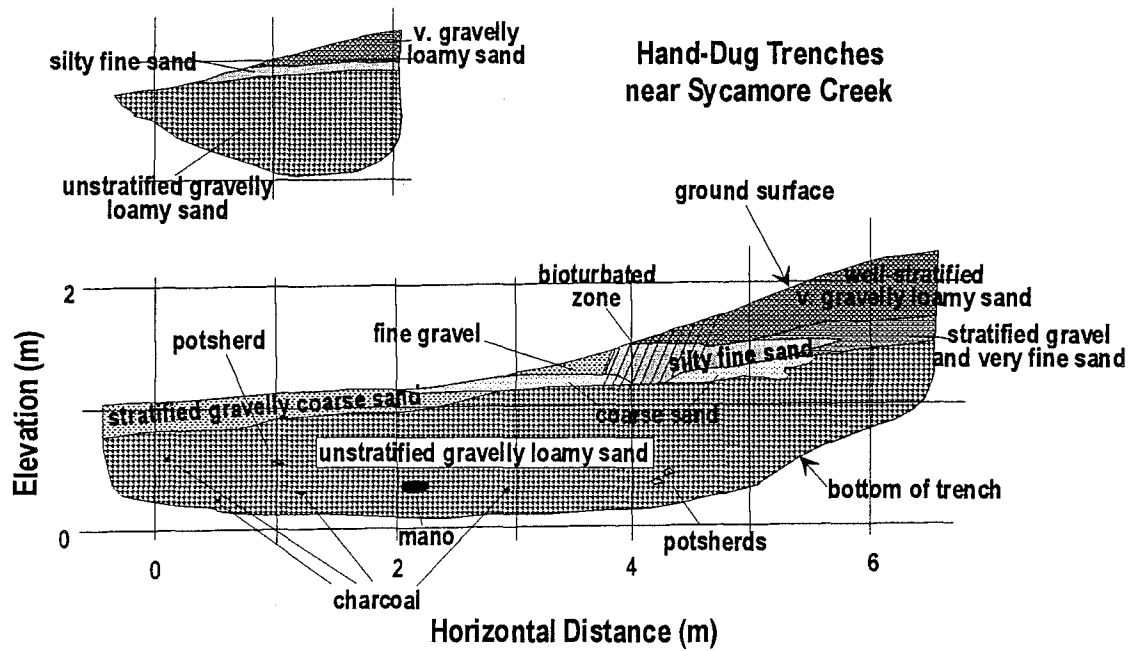 v. gravelly
loamy sand
silty fine sand
Hand-Dug Trenches
near Sycamore Creek
unstratified gravelly
loamy sand
ground surface
bioturbated
zone
well-stratified
v. gravelly loamy sand
2
fine gravel
potsherd
silty fine sand
stratified gravel
and very fine sand
stratified gravelly coarse sand
coarse sand
Elevation (m)
unstratified gravelly loamy sand
bottom of trench
0
mano
potsherds
0
2
4
6
charcoal
Horizontal Distance (m)